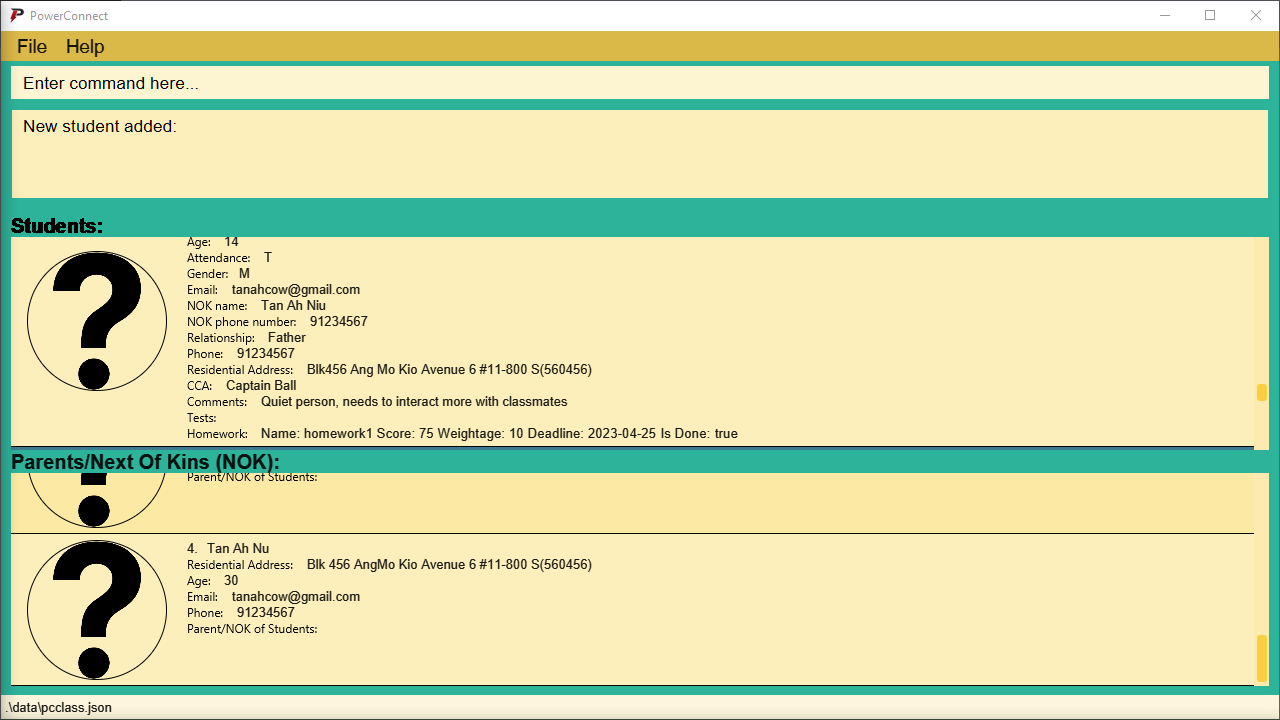 PowerConnect
File Help
Enter command here...
New student added:
Students:
Age: 14
Attendance: T
Gender: M
Email: tanahcow@gmail.com
NOK name: Tan Ah Niu
NOK phone number: 91234567
Relationship: Father
Phone: 91234567
Residential Address: Blk456 Ang Mo Kio Avenue 6 #11-800 S(560456)
CCA: Captain Ball
Comments: Quiet person, needs to interact more with classmates
Tests:
Homework: Name: homework1 Score: 75 Weightage: 10 Deadline: 2023-04-25 Is Done: true
Parents/Next Of Kins (NOK):
Parent/NOK of Students:
4. Tan Ah Nu
Residential Address: Blk 456 AngMo Kio Avenue 6 #11-800 S(560456)
Age: 30
Email: tanahcow@gmail.com
Phone: 91234567
Parent/NOK of Students:
.\data\pcclass.json